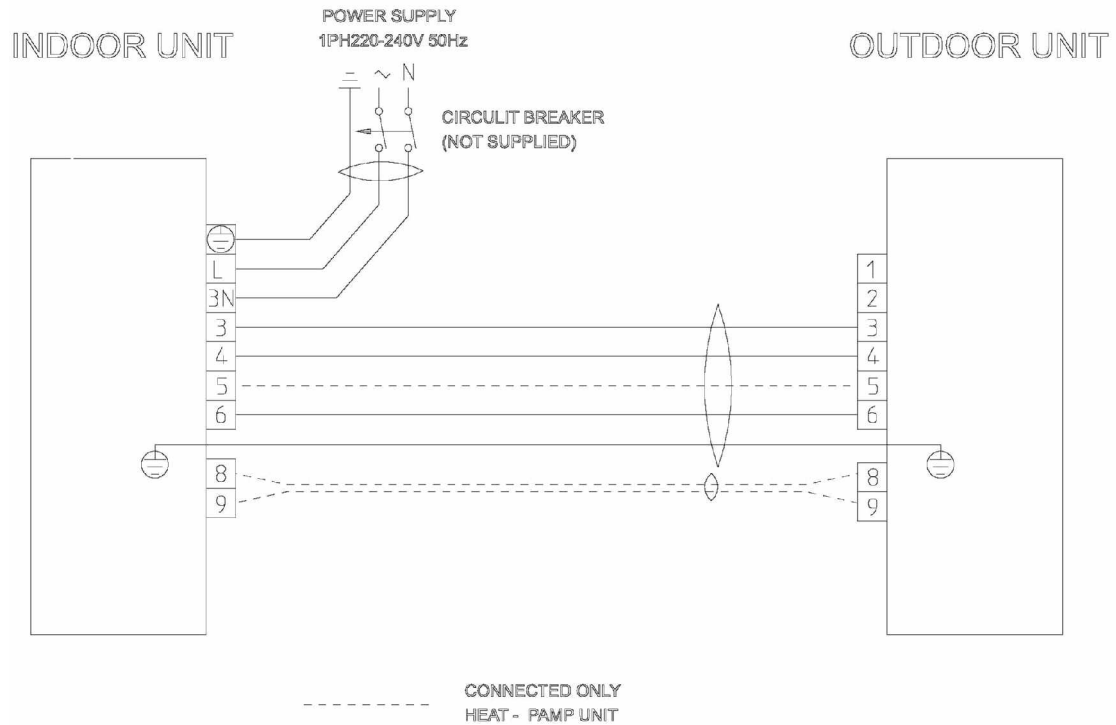 POWER SUPPLY
1PH220-240V 50Hz
INDOOR UNIT
OUTDOOR UNIT
~ N
CIRCULIT BREAKER
(NOT SUPPLIED)
L
3N
3
4
5
6
8
9
1
2
3
4
5
6
8
9
CONNECTED ONLY
HEAT - PAMP UNIT